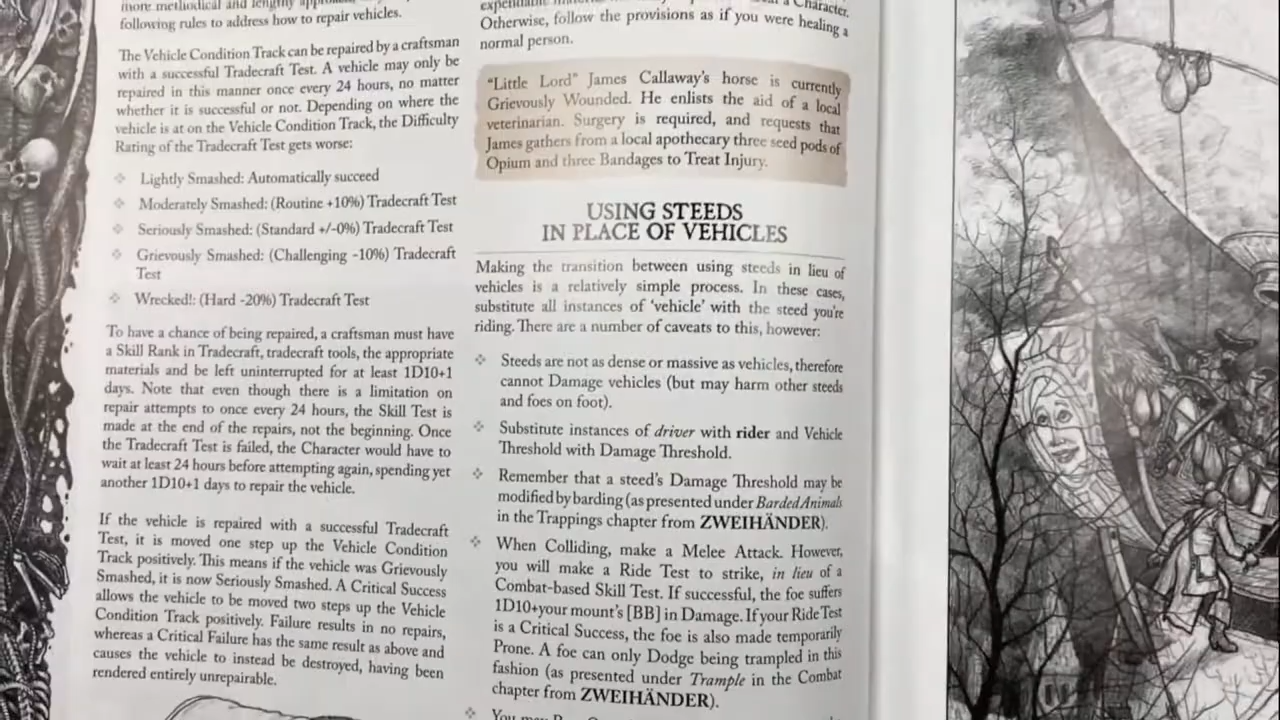 more methodical and lengthy
following rules to address how to repair vehicles.
The Vehicle Condition Track can be repaired by a craftsman
with a successful Tradecraft Test. A vehicle may only be
repaired in this manner once every 24 hours, no matter
whether it is successful or not. Depending on where the
vehicle is at on the Vehicle Condition Track, the Difficulty
Rating of the Tradecraft Test gets worse:
Lightly Smashed: Automatically succeed
Moderately Smashed: (Routine +10%) Tradecraft Test
Seriously Smashed: (Standard +/-0%) Tradecraft Test
Grievously Smashed: (Challenging -10%) Tradecraft
Test
Wrecked!: (Hard -20%) Tradecraft Test
To have a chance of being repaired, a craftsman must have
a Skill Rank in Tradecraft, tradecraft tools, the appropriate
materials and be left uninterrupted for at least 1D10+1
days. Note that even though there is a limitation on
repair attempts to once every 24 hours, the Skill Test is
made at the end of the repairs, not the beginning. Once
the Tradecraft Test is failed, the Character would have to
wait at least 24 hours before attempting again, spending yet
another 1D10+1 days to repair the vehicle.
If the vehicle is repaired with a successful Tradecraft
Test, it is moved one step up the Vehicle Condition
Track positively. This means if the vehicle was Grievously
Smashed, it is now Seriously Smashed. A Critical Success
allows the vehicle to be moved two steps up the Vehicle
Condition Track positively. Failure results in no repairs,
whereas a Critical Failure has the same result as above and
causes the vehicle to instead be destroyed, having been
rendered entirely unrepairable.
a Character.
Otherwise, follow the provisions as if you were healing a
normal person.
“Little Lord” James Callaway’s horse is currently
Grievously Wounded. He enlists the aid of a local
veterinarian. Surgery is required, and requests that
James gathers from a local apothecary three seed pods of
Opium and three Bandages to Treat Injury.
USING STEEDS
IN PLACE OF VEHICLES
Making the transition between using steeds in lieu of
vehicles is a relatively simple process. In these cases,
substitute all instances of ‘vehicle’ with the steed you’re
riding. There are a number of caveats to this, however:
Steeds are not as dense or massive as vehicles, therefore
cannot Damage vehicles (but may harm other steeds
and foes on foot).
Substitute instances of driver with rider and Vehicle
Threshold with Damage Threshold.
Remember that a steed’s Damage Threshold may be
modified by barding (as presented under Barded Animals
in the Trappings chapter from ZWEIHÄNDER).
When Colliding, make a Melee Attack. However,
you will make a Ride Test to strike, in lieu of a
Combat-based Skill Test. If successful, the foe suffers
1D10+your mount’s [BB] in Damage. If your Ride Test
is a Critical Success, the foe is also made temporarily
Prone. A foe can only Dodge being trampled in this
fashion (as presented under Trample in the Combat
chapter from ZWEIHÄNDER).
You may